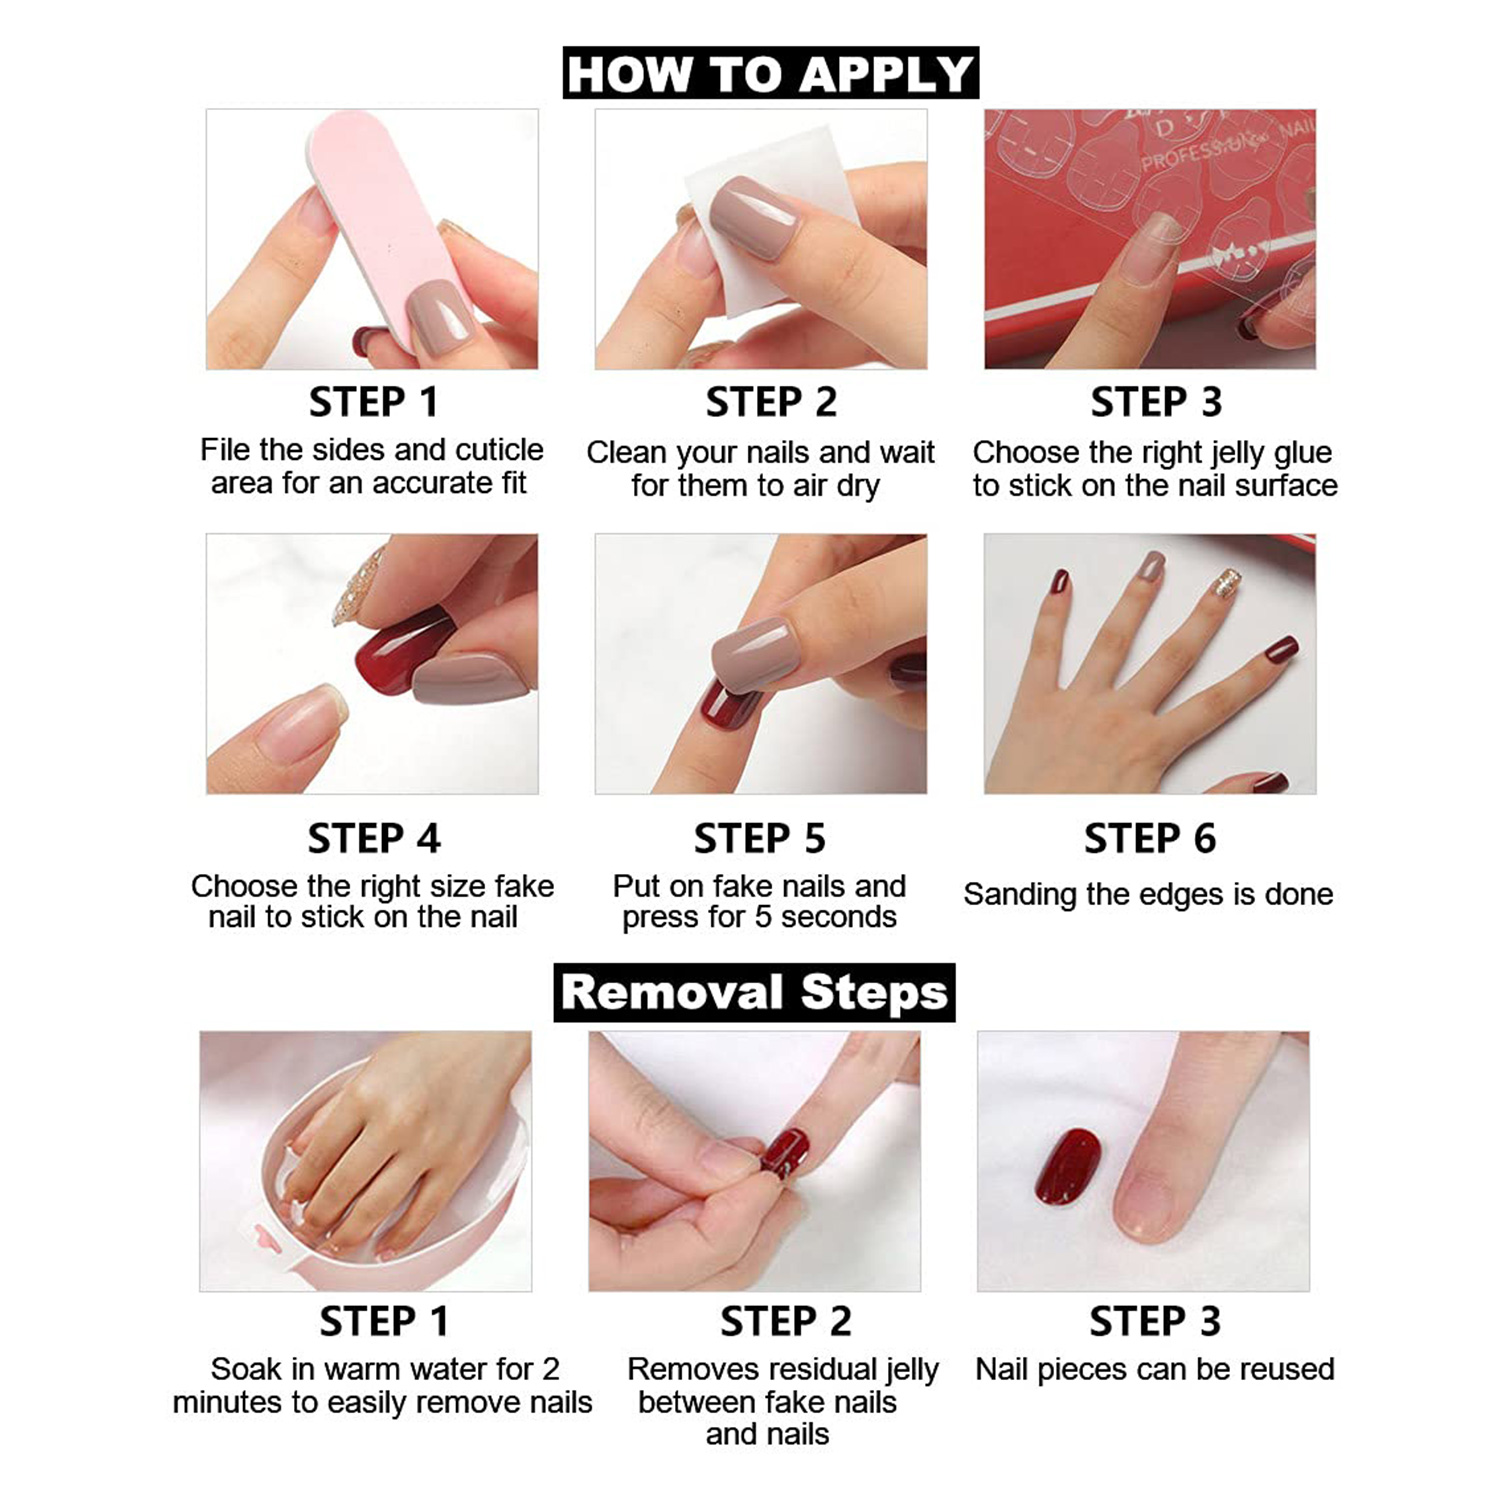 HOW TO APPLY
D
PROFESSIONAL NAIL
STEP 1
File the sides and cuticle
area for an accurate fit
STEP 2
Clean your nails and wait
for them to air dry
STEP 3
Choose the right jelly glue
to stick on the nail surface
STEP 4
Choose the right size fake
nail to stick on the nail
STEP 5
Put on fake nails and
press for 5 seconds
STEP 6
Sanding the edges is done
Removal Steps
STEP 1
Soak in warm water for 2
minutes to easily remove nails
STEP 2
Removes residual jelly
between fake nails
and nails
STEP 3
Nail pieces can be reused